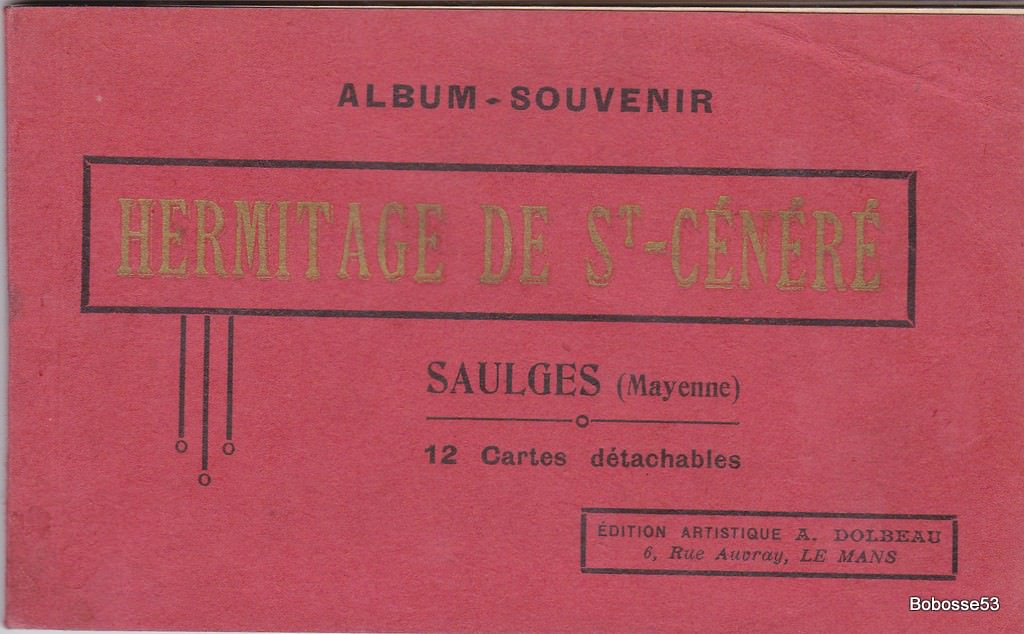 ALBUM - SOUVENIR
HERMITAGE DE ST-CÉNÉRÉ
SAULGES (Mayenne)
12 Cartes détachables
ÉDITION ARTISTIQUE A. DOLBEAU
6, Rue Auvray, LE MANS
Bobosse53